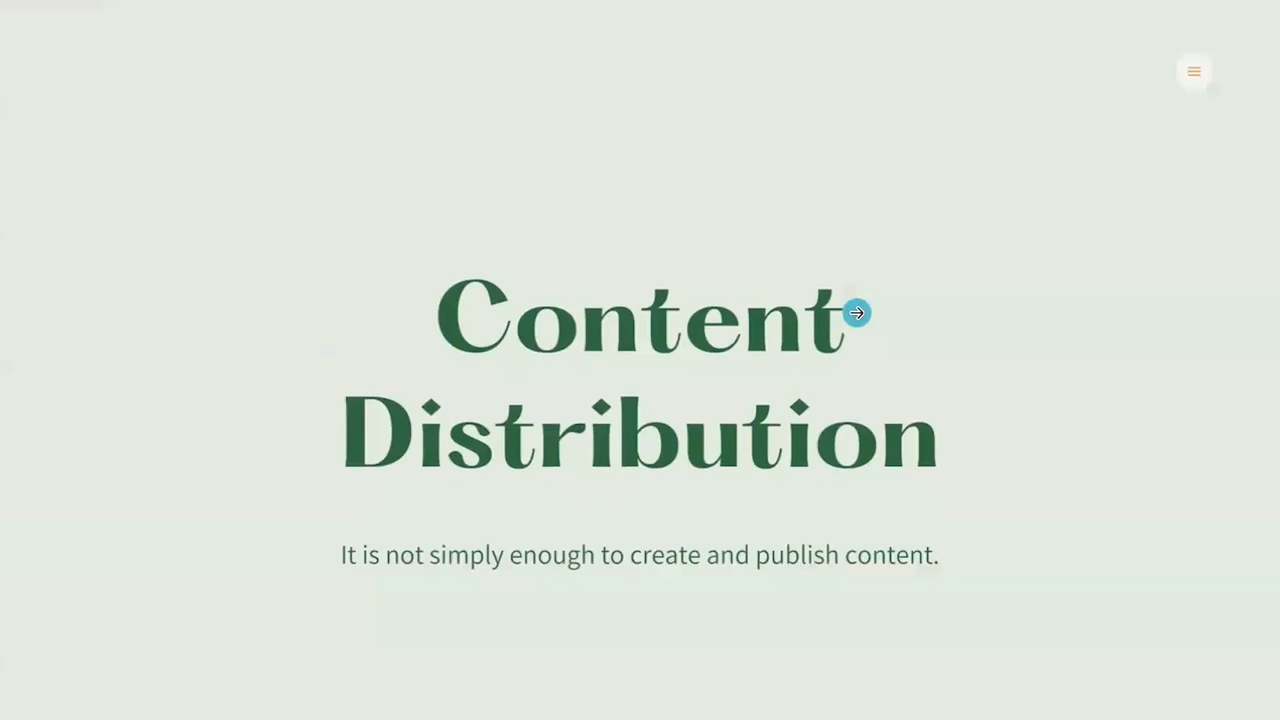 Content
Distribution
It is not simply enough to create and publish content.